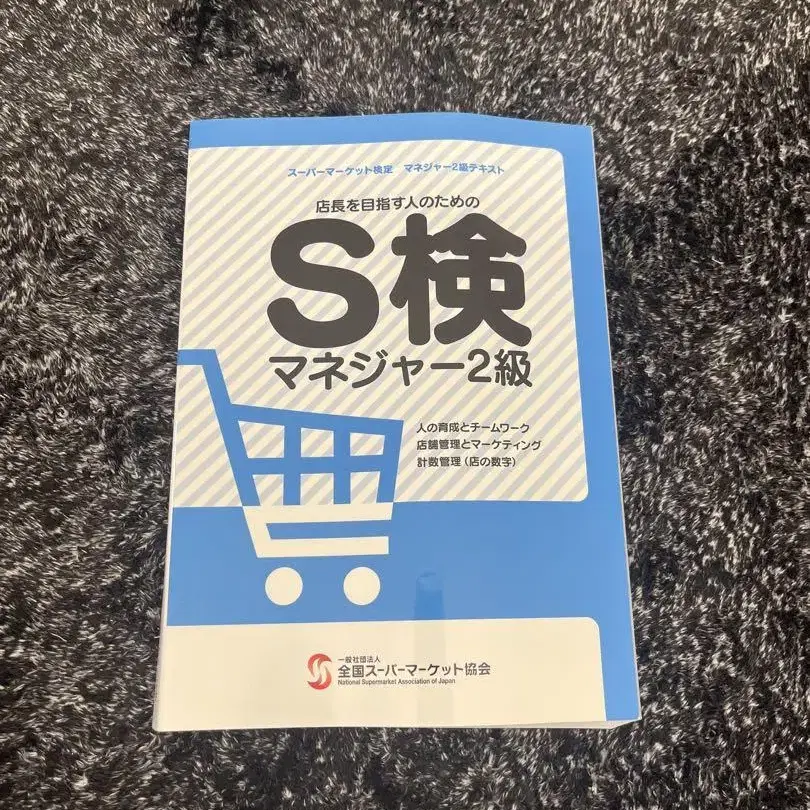 スーパーマーケット検定 マネジャー2級テキスト
店長を目指す人のための
S検
マネジャー2級
人の育成とチームワーク
店舗管理とマーケティング
計数管理（店の数字）
一般社団法人
全国スーパーマーケット協会
National Supermarket Association of Japan